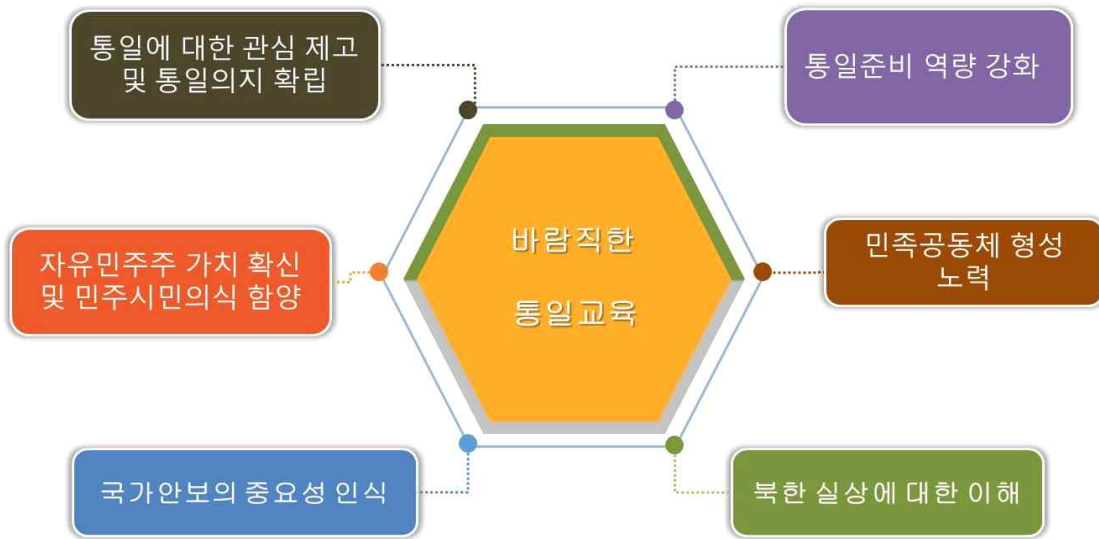 통일에 대한 관심 제고
및 통일의지 확립
통일준비 역량 강화
바람직한
통일교육
자유민주주 가치 확신
및 민주시민의식 함양
민족공동체 형성
노력
국가안보의 중요성 인식
북한 실상에 대한 이해